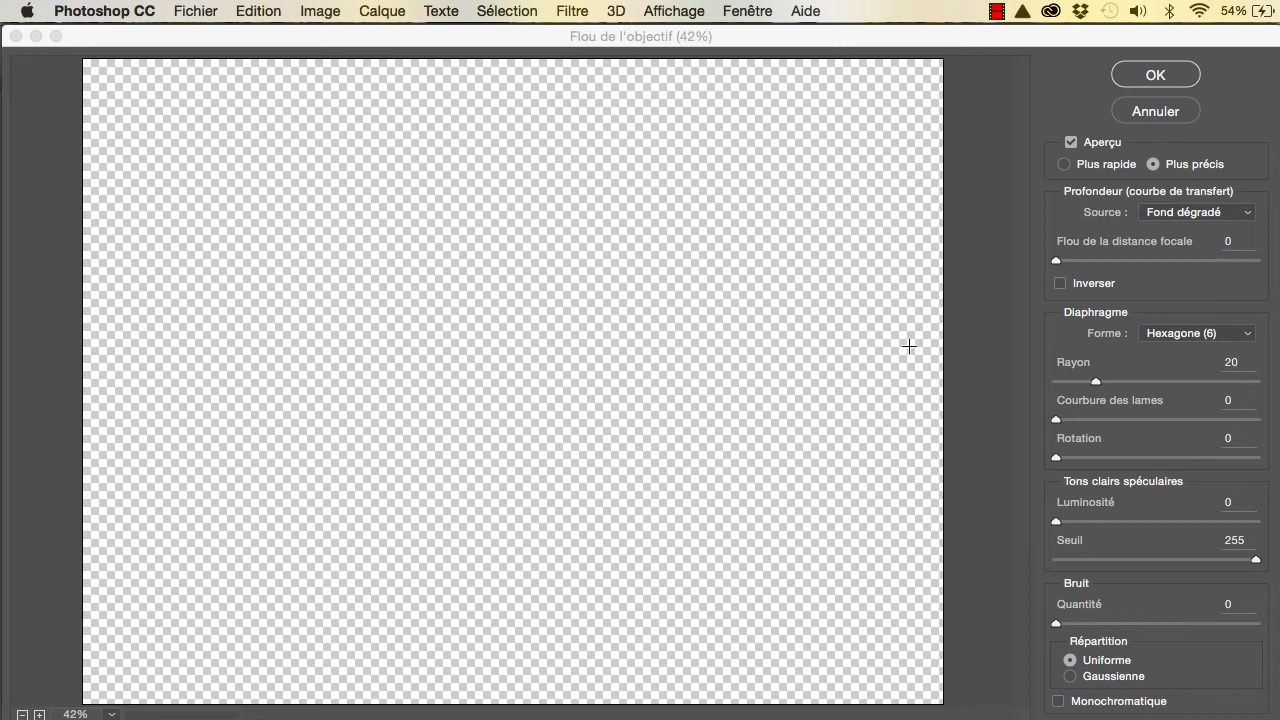 Photoshop CC Fichier Edition Image Calque Texte Sélection Filtre 3D Affichage Fenêtre Aide 54%
Flou de l'objectif (42%)
OK
Annuler
Aperçu
Plus rapide Plus précis
Profondeur (courbe de transfert)
Source : Fond dégradé
Flou de la distance focale 0
Inverser
Diaphragme
Forme : Hexagone (6)
Rayon 20
Courbure des lames 0
Rotation 0
Tons clairs spéculaires
Luminosité 0
Seuil 255
Bruit
Quantité 0
Répartition
Uniforme
Gaussienne
Monochromatique
42%